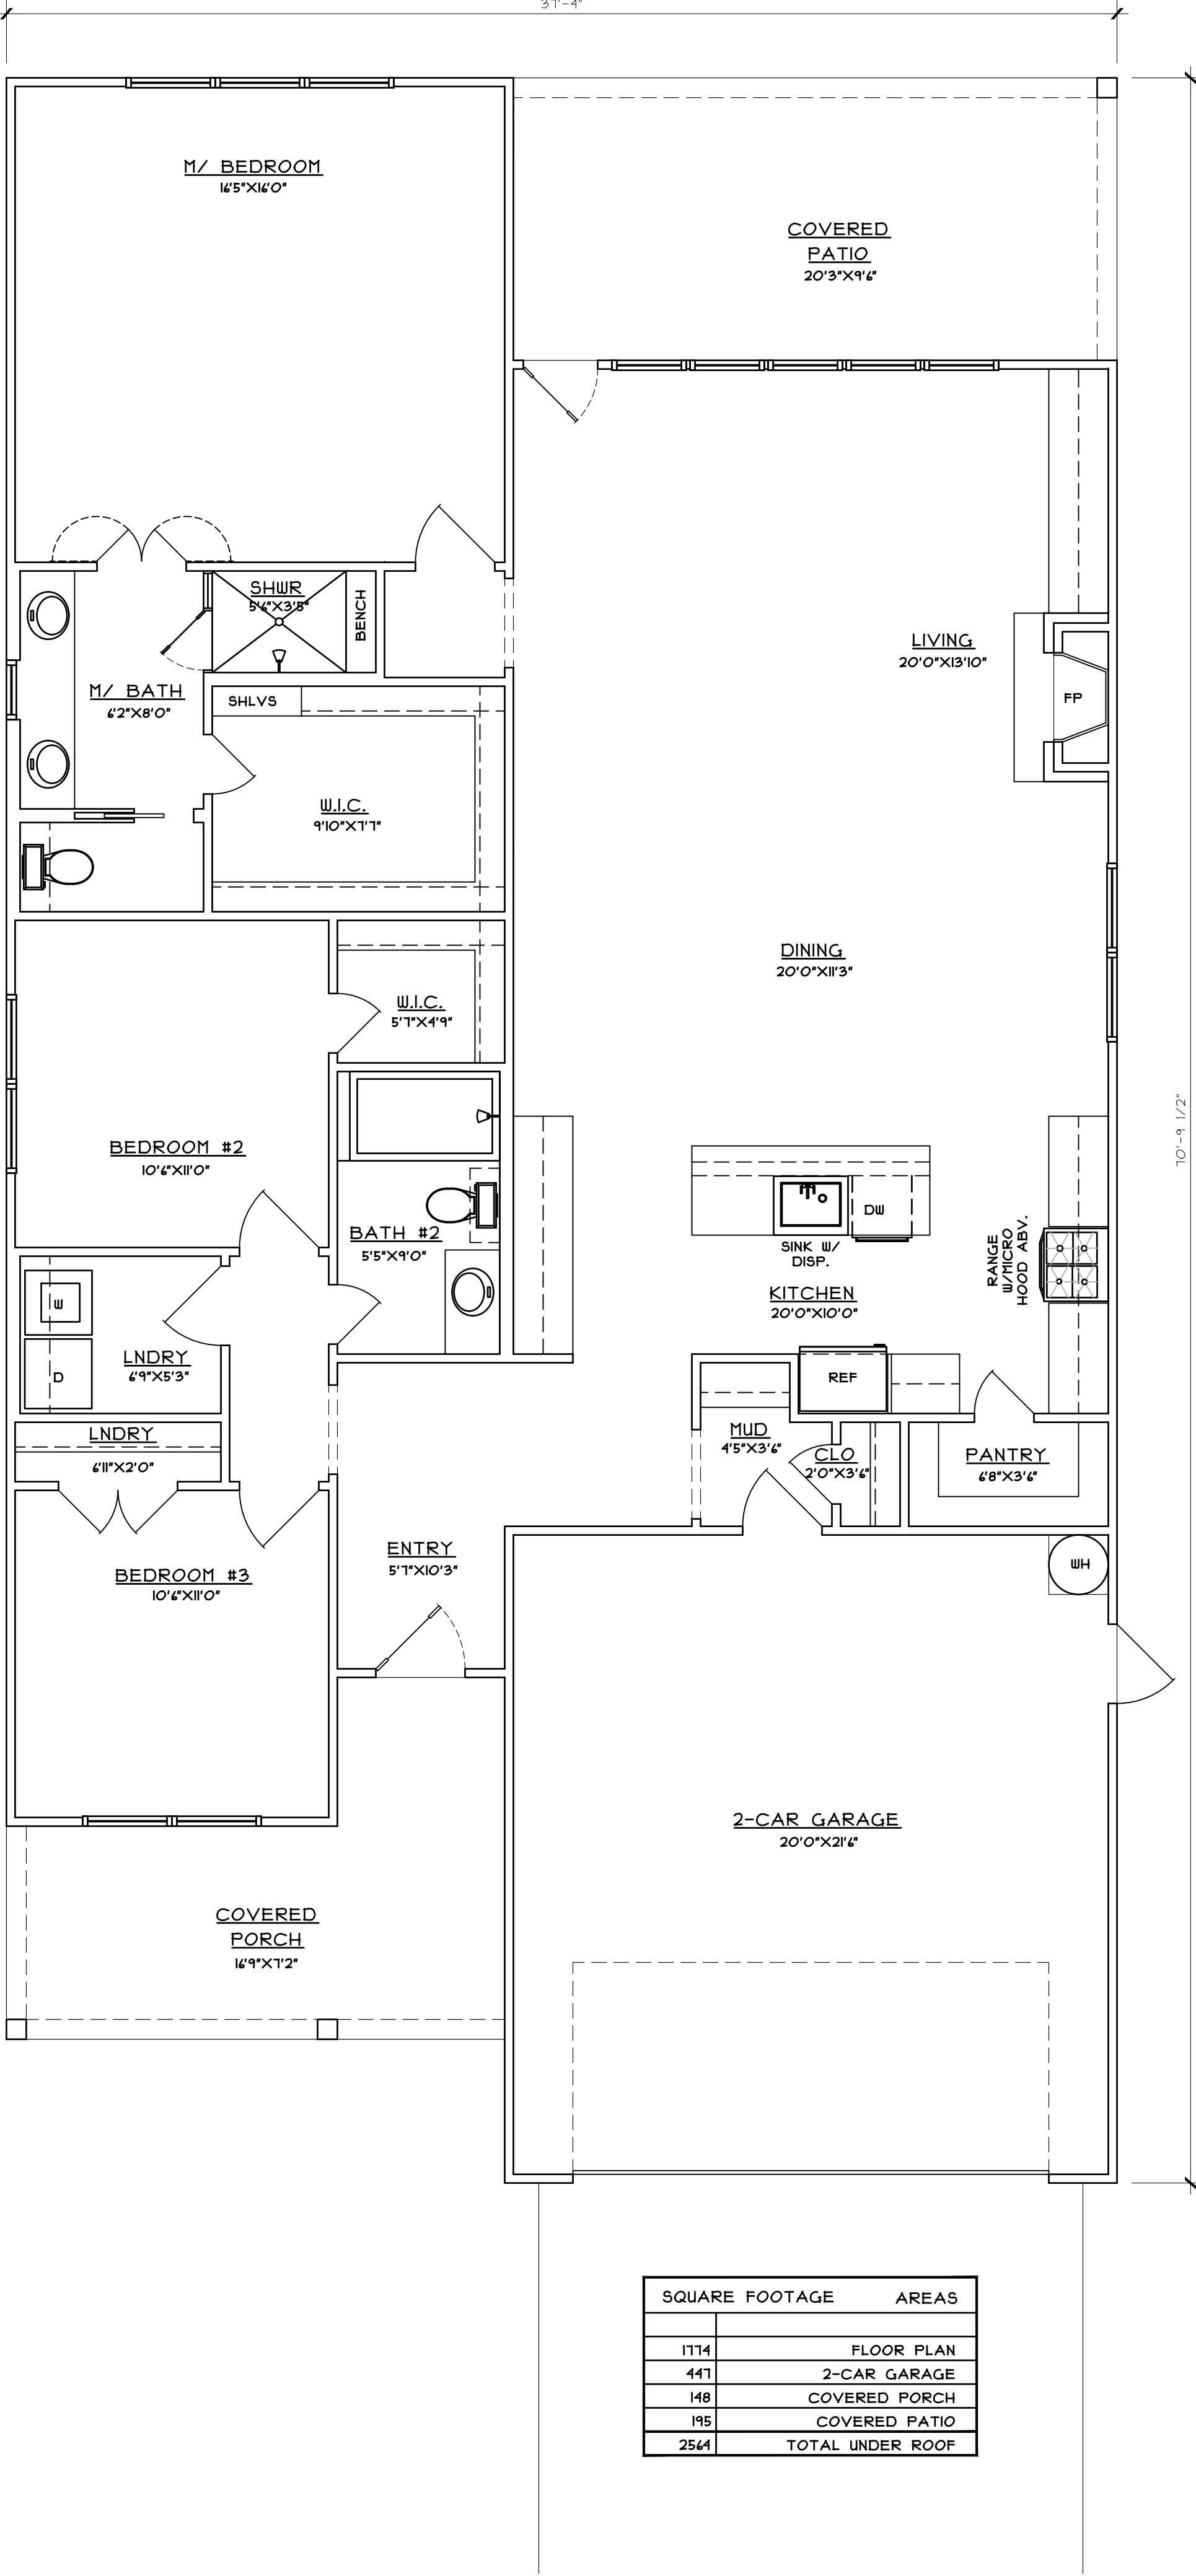 37'-4"
M/ BEDROOM
16'5"X16'0"
COVERED
PATIO
20'3"X9'6"
SHWR
5'6"X3'5"
BENCH
LIVING
20'0"X13'10"
FP
M/ BATH
6'2"X8'0"
SHLVS
W.I.C.
9'10"X7'7"
DINING
20'0"X11'3"
W.I.C.
5'7"X4'9"
70'-9 1/2"
BEDROOM #2
10'6"X11'0"
BATH #2
5'5"X9'0"
DW
SINK W/
DISP.
RANGE
W/MICRO
HOOD ABV.
KITCHEN
20'0"X10'0"
W
D
LNDRY
6'9"X5'3"
REF
LNDRY
6'11"X2'0"
MUD
4'5"X3'6"
CLO
2'0"X3'6"
PANTRY
6'8"X3'6"
ENTRY
5'7"X10'3"
WH
BEDROOM #3
10'6"X11'0"
2-CAR GARAGE
20'0"X21'6"
COVERED
PORCH
16'9"X7'2"
SQUARE FOOTAGE AREAS
1774 FLOOR PLAN
447 2-CAR GARAGE
148 COVERED PORCH
195 COVERED PATIO
2564 TOTAL UNDER ROOF